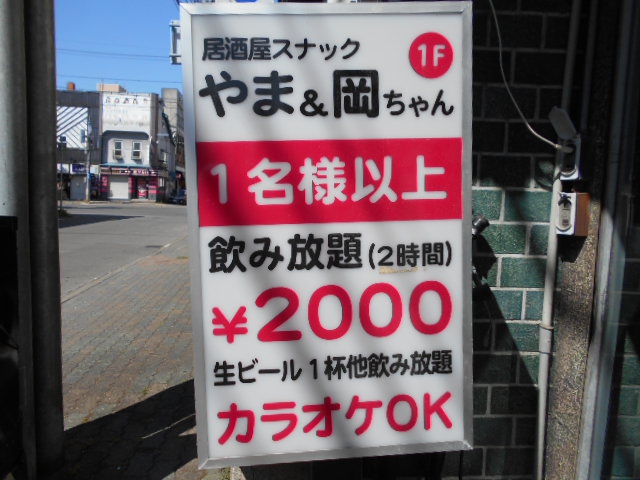 居酒屋スナック
1F
やま&岡ちゃん
1名様以上
飲み放題(2時間)
¥2000
生ビール1杯他飲み放題
カラオケOK